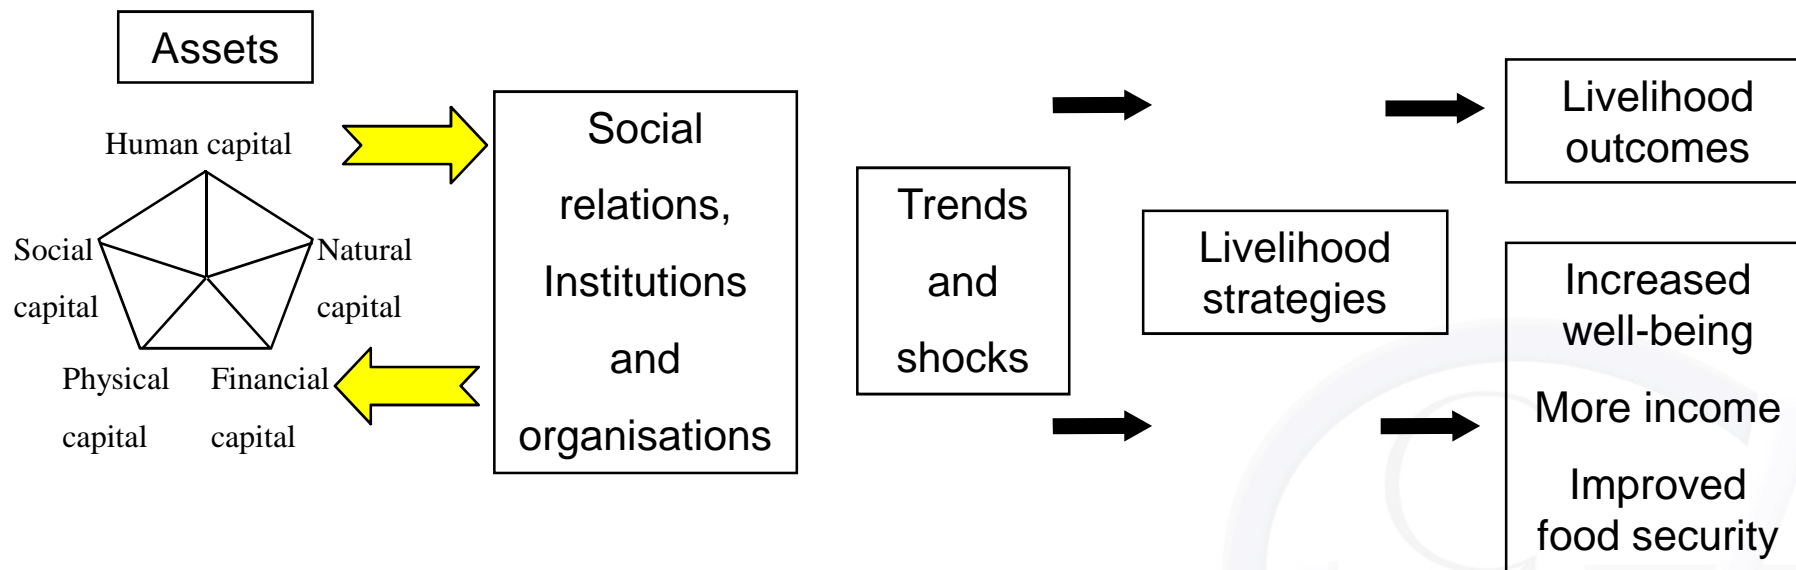 Assets
Human capital
Social
capital
Natural
capital
Physical
capital
Financial
capital
Social
relations,
Institutions
and
organisations
Trends
and
shocks
Livelihood
strategies
Livelihood
outcomes
Increased
well-being
More income
Improved
food security